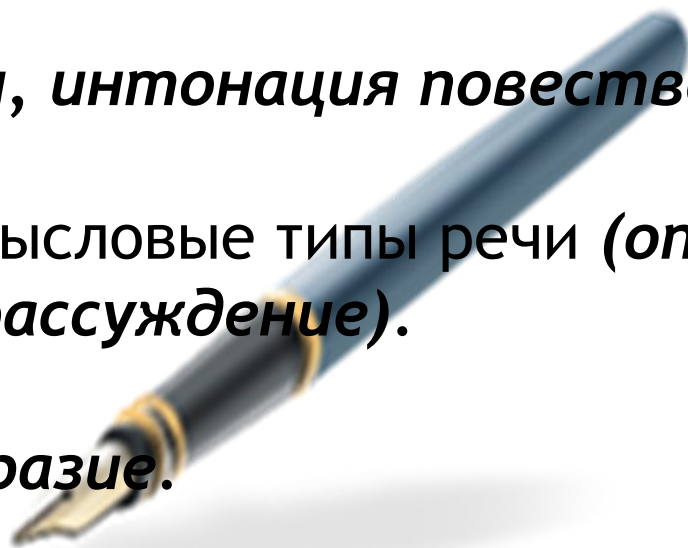 , интонация повеств
ысловые типы речи (оп
рассуждение).
разие.